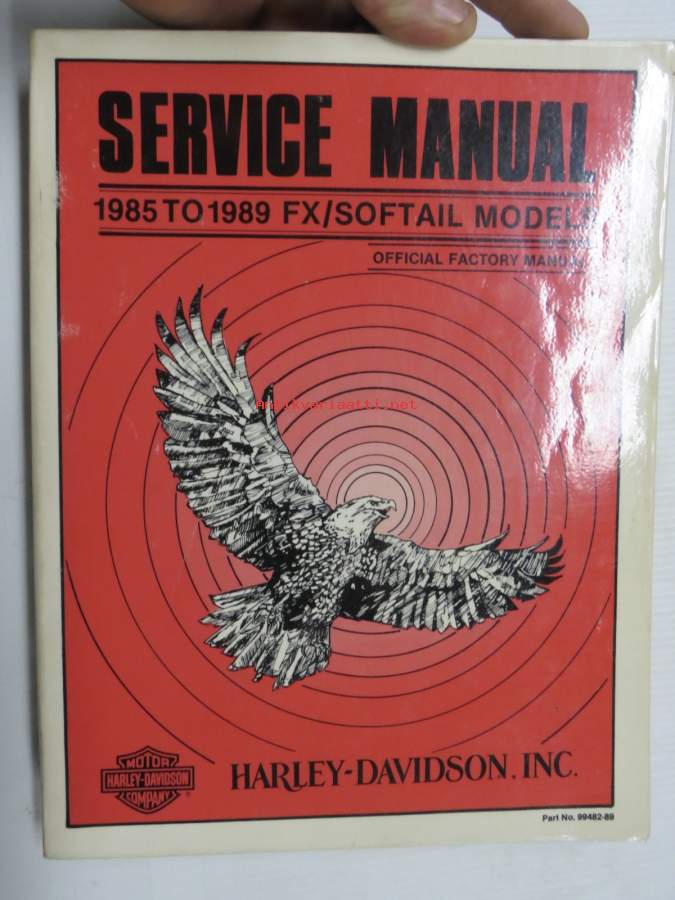 SERVICE MANUAL
1985 TO 1989 FX/SOFTAIL MODELS
OFFICIAL FACTORY MANUAL
antikvariaatti.net
MOTOR
HARLEY-DAVIDSON
COMPANY
®
HARLEY-DAVIDSON, INC.
Part No. 99482-89